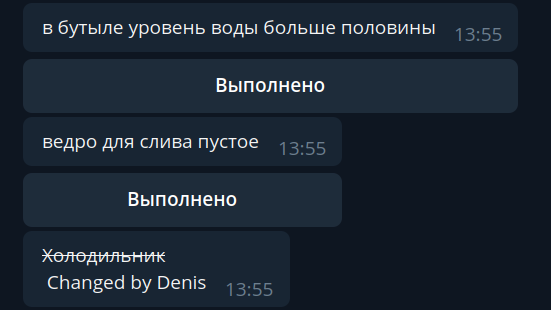 в бутыле уровень воды больше половины 13:55
Выполнено
ведро для слива пустое 13:55
Выполнено
Холодильник
Changed by Denis 13:55